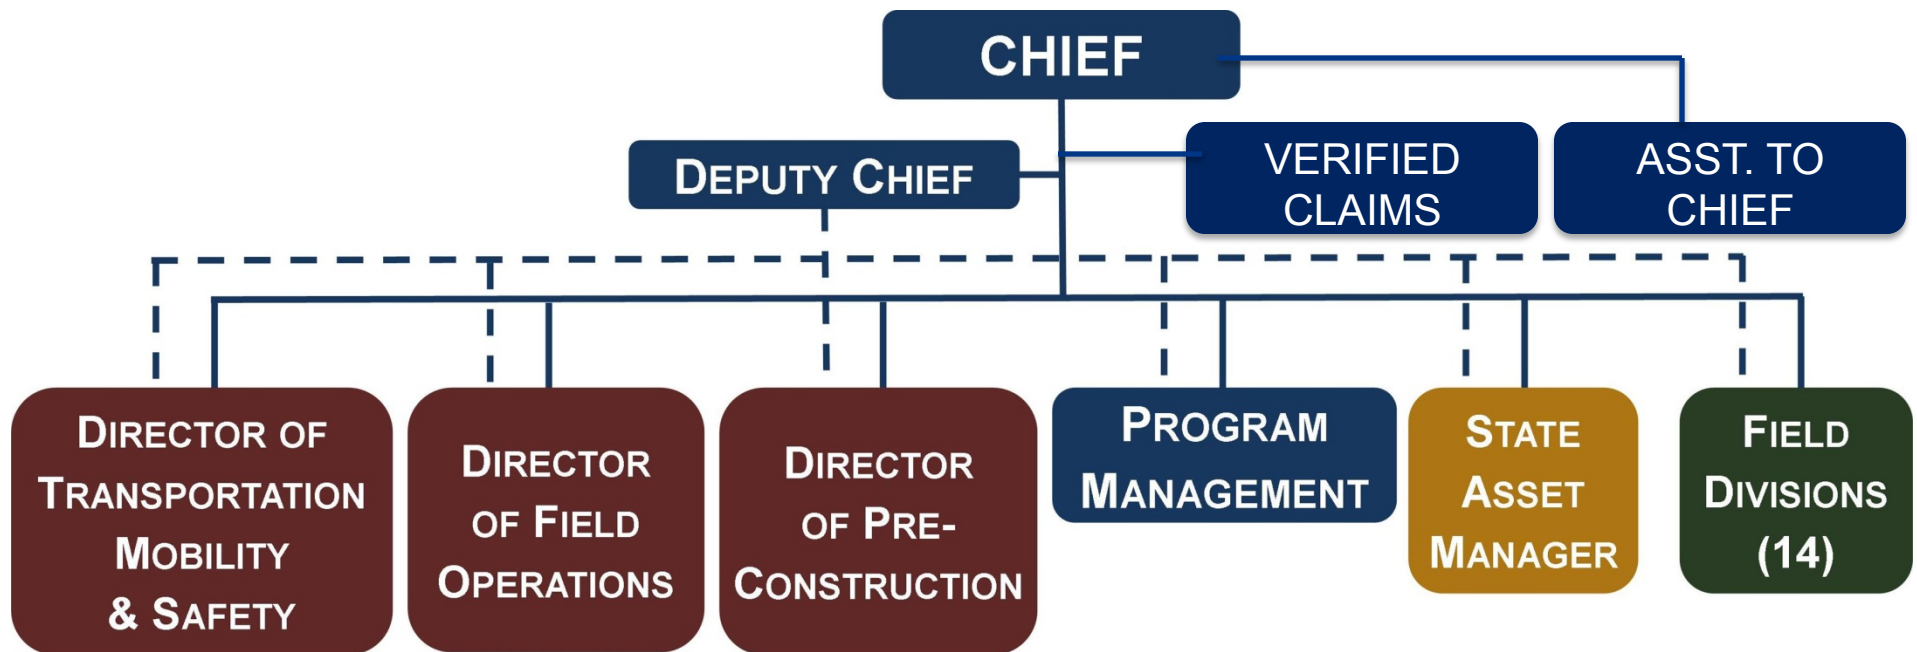 CHIEF
DEPUTY CHIEF
VERIFIED
CLAIMS
ASST. TO
CHIEF
DIRECTOR OF
TRANSPORTATION
MOBILITY
& SAFETY
DIRECTOR
OF FIELD
OPERATIONS
DIRECTOR
OF PRE-
CONSTRUCTION
PROGRAM
MANAGEMENT
STATE
ASSET
MANAGER
FIELD
DIVISIONS
(14)